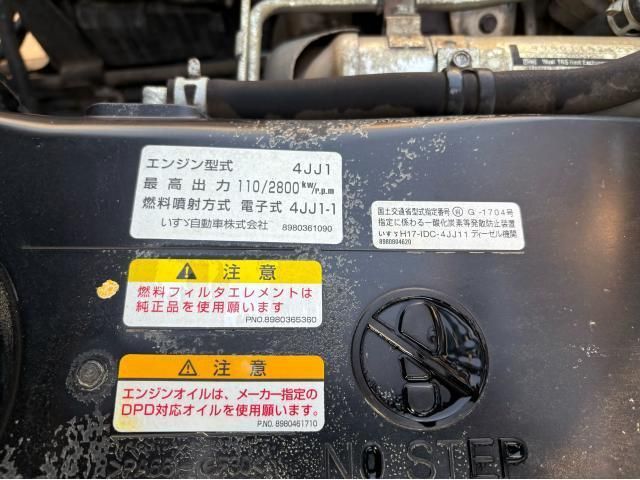 エンジン型式 4JJ1
最高出力 110/2800 kw/r.p.m
燃料噴射方式 電子式 4JJ1-1
いすゞ自動車株式会社 8980361090
国土交通省型式指定番号 G-1704号
指定に係わる一酸化炭素等発散防止装置
いすゞH17-IDC-4JJ11 ディーゼル機関
8980804620
注意
燃料フィルタエレメントは
純正品を使用願います
PNO.8980365360
注意
エンジンオイルは、メーカー指定の
DPD対応オイルを使用願います。
P.NO.8980461710
NO STEP